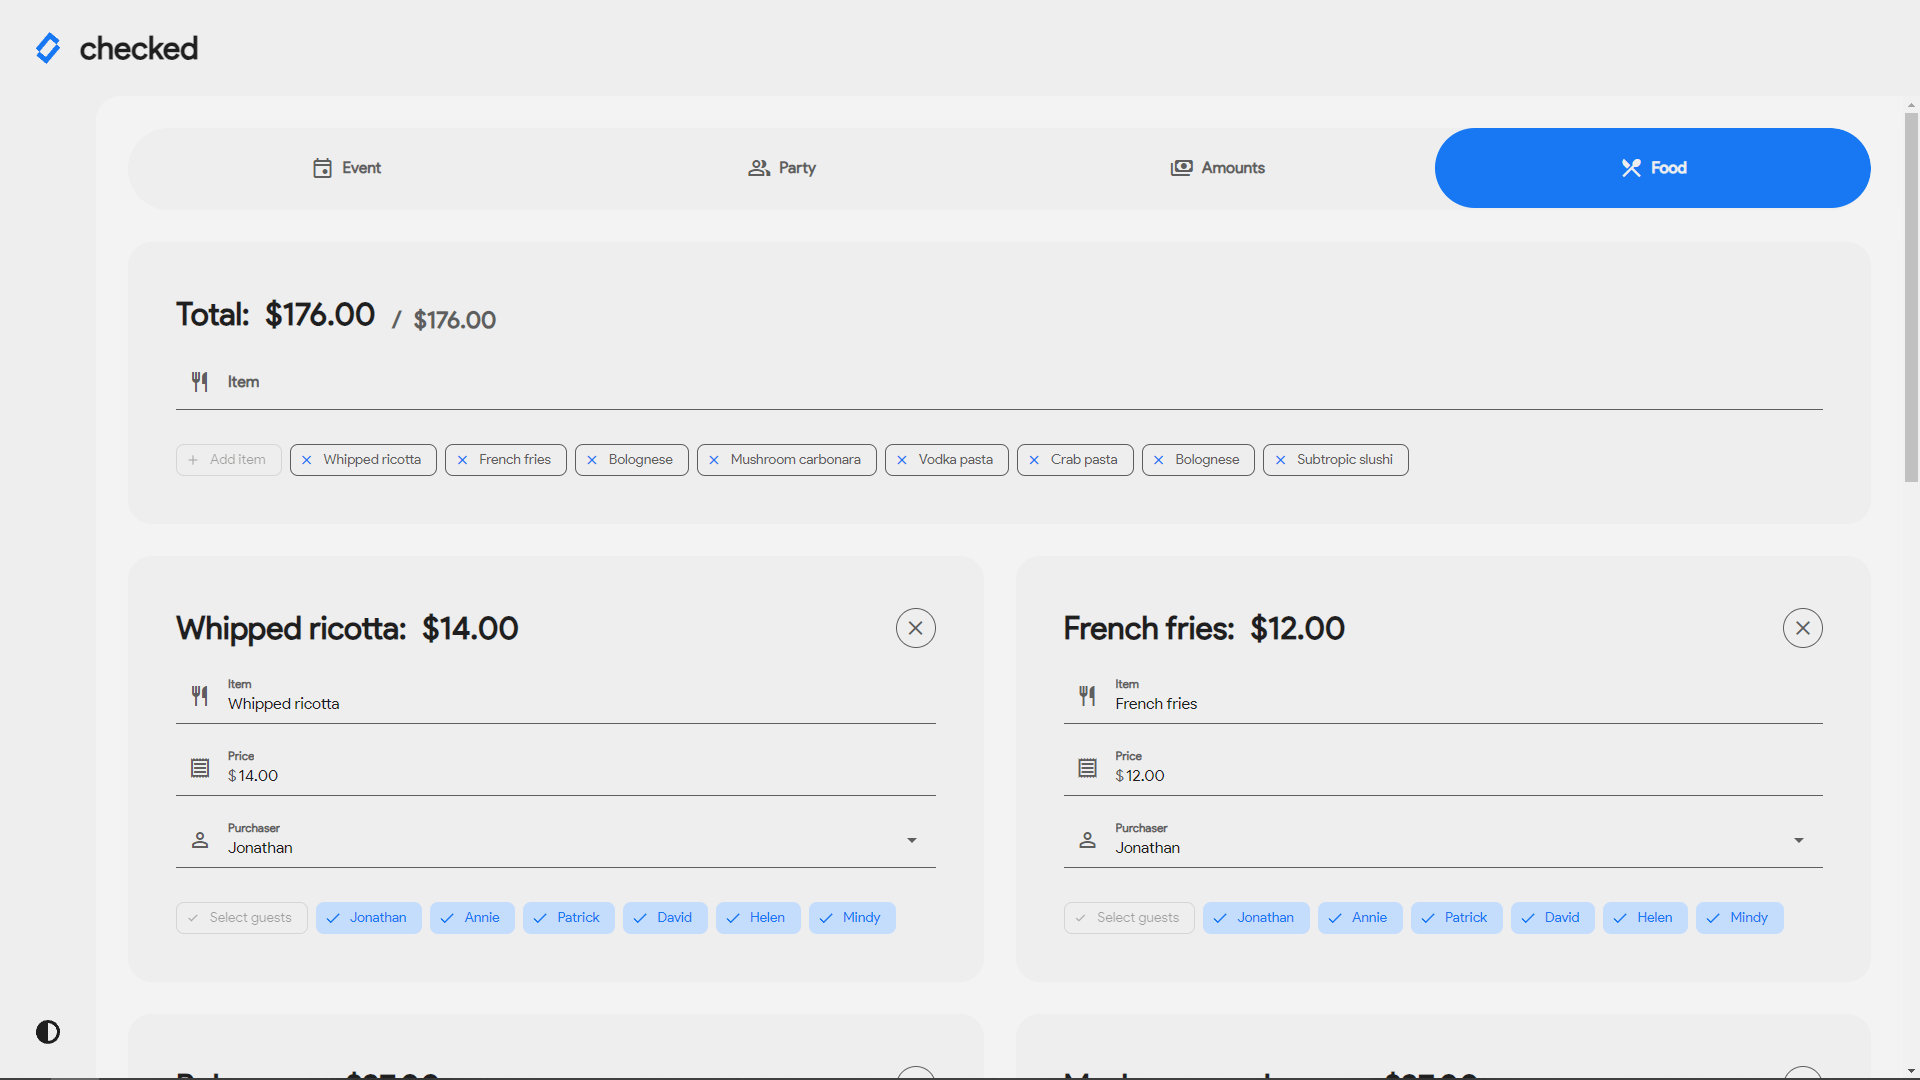 checked
Event
Party
Amounts
Food
Total: $176.00 / $176.00
Item
Add item
Whipped ricotta
French fries
Bolognese
Mushroom carbonara
Vodka pasta
Crab pasta
Bolognese
Subtropic slushi
Whipped ricotta: $14.00
Item
Whipped ricotta
Price
$14.00
Purchaser
Jonathan
Select guests
Jonathan
Annie
Patrick
David
Helen
Mindy
French fries: $12.00
Item
French fries
Price
$12.00
Purchaser
Jonathan
Select guests
Jonathan
Annie
Patrick
David
Helen
Mindy